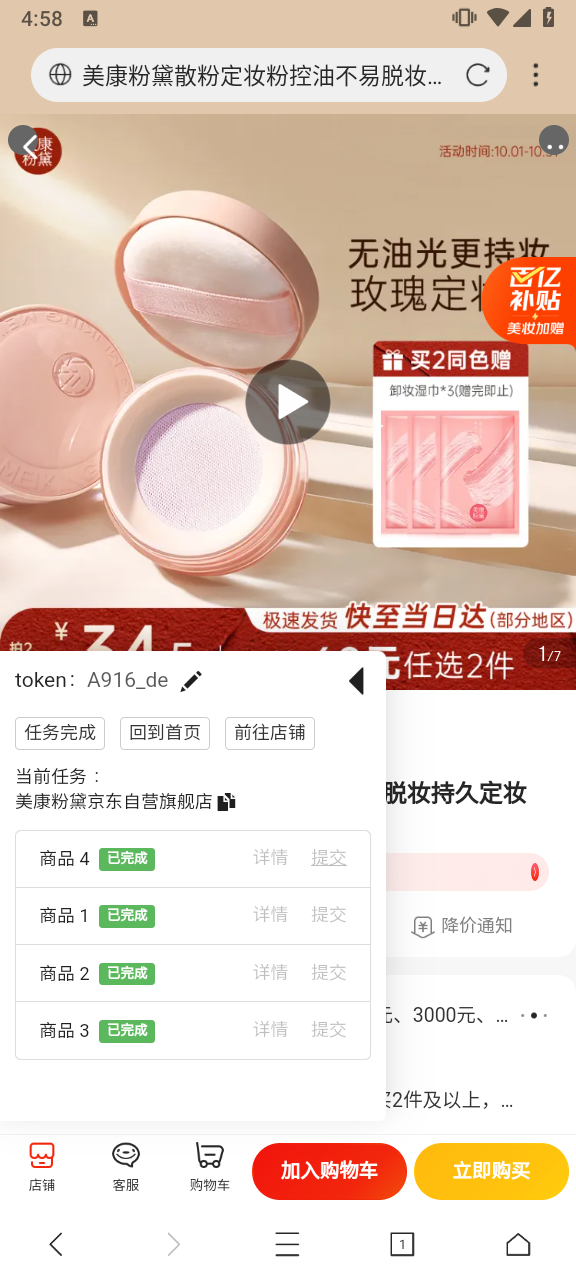 4:58
A
美康粉黛散粉定妆粉控油不易脱妆...
康
粉黛
活动时间:10.01-10.
无油光更持妆
玫瑰定
百亿
补贴
美妆加赠
买2同色赠
卸妆湿巾*3(赠完即止)
极速发货 快至当日达(部分地区)
¥
元任选2件
1/7
token: A916_de
任务完成
回到首页
前往店铺
当前任务：
美康粉黛京东自营旗舰店
脱妆持久定妆
商品 4 已完成 详情 提交
商品 1 已完成 详情 提交
降价通知
商品 2 已完成 详情 提交
元、3000元、...
商品 3 已完成 详情 提交
买2件及以上，...
店铺
客服
购物车
加入购物车
立即购买
1